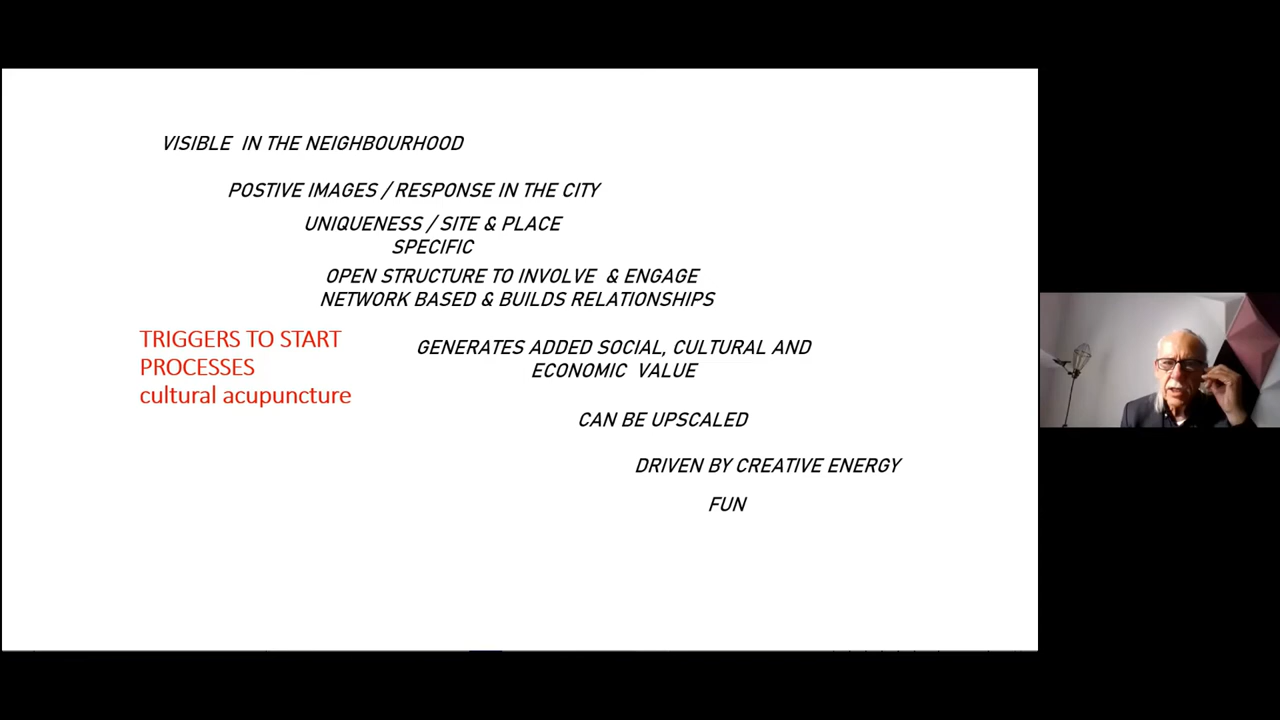 VISIBLE IN THE NEIGHBOURHOOD
POSTIVE IMAGES / RESPONSE IN THE CITY
UNIQUENESS / SITE & PLACE
SPECIFIC
OPEN STRUCTURE TO INVOLVE & ENGAGE
NETWORK BASED & BUILDS RELATIONSHIPS
TRIGGERS TO START
PROCESSES
cultural acupuncture
GENERATES ADDED SOCIAL, CULTURAL AND
ECONOMIC VALUE
CAN BE UPSCALED
DRIVEN BY CREATIVE ENERGY
FUN